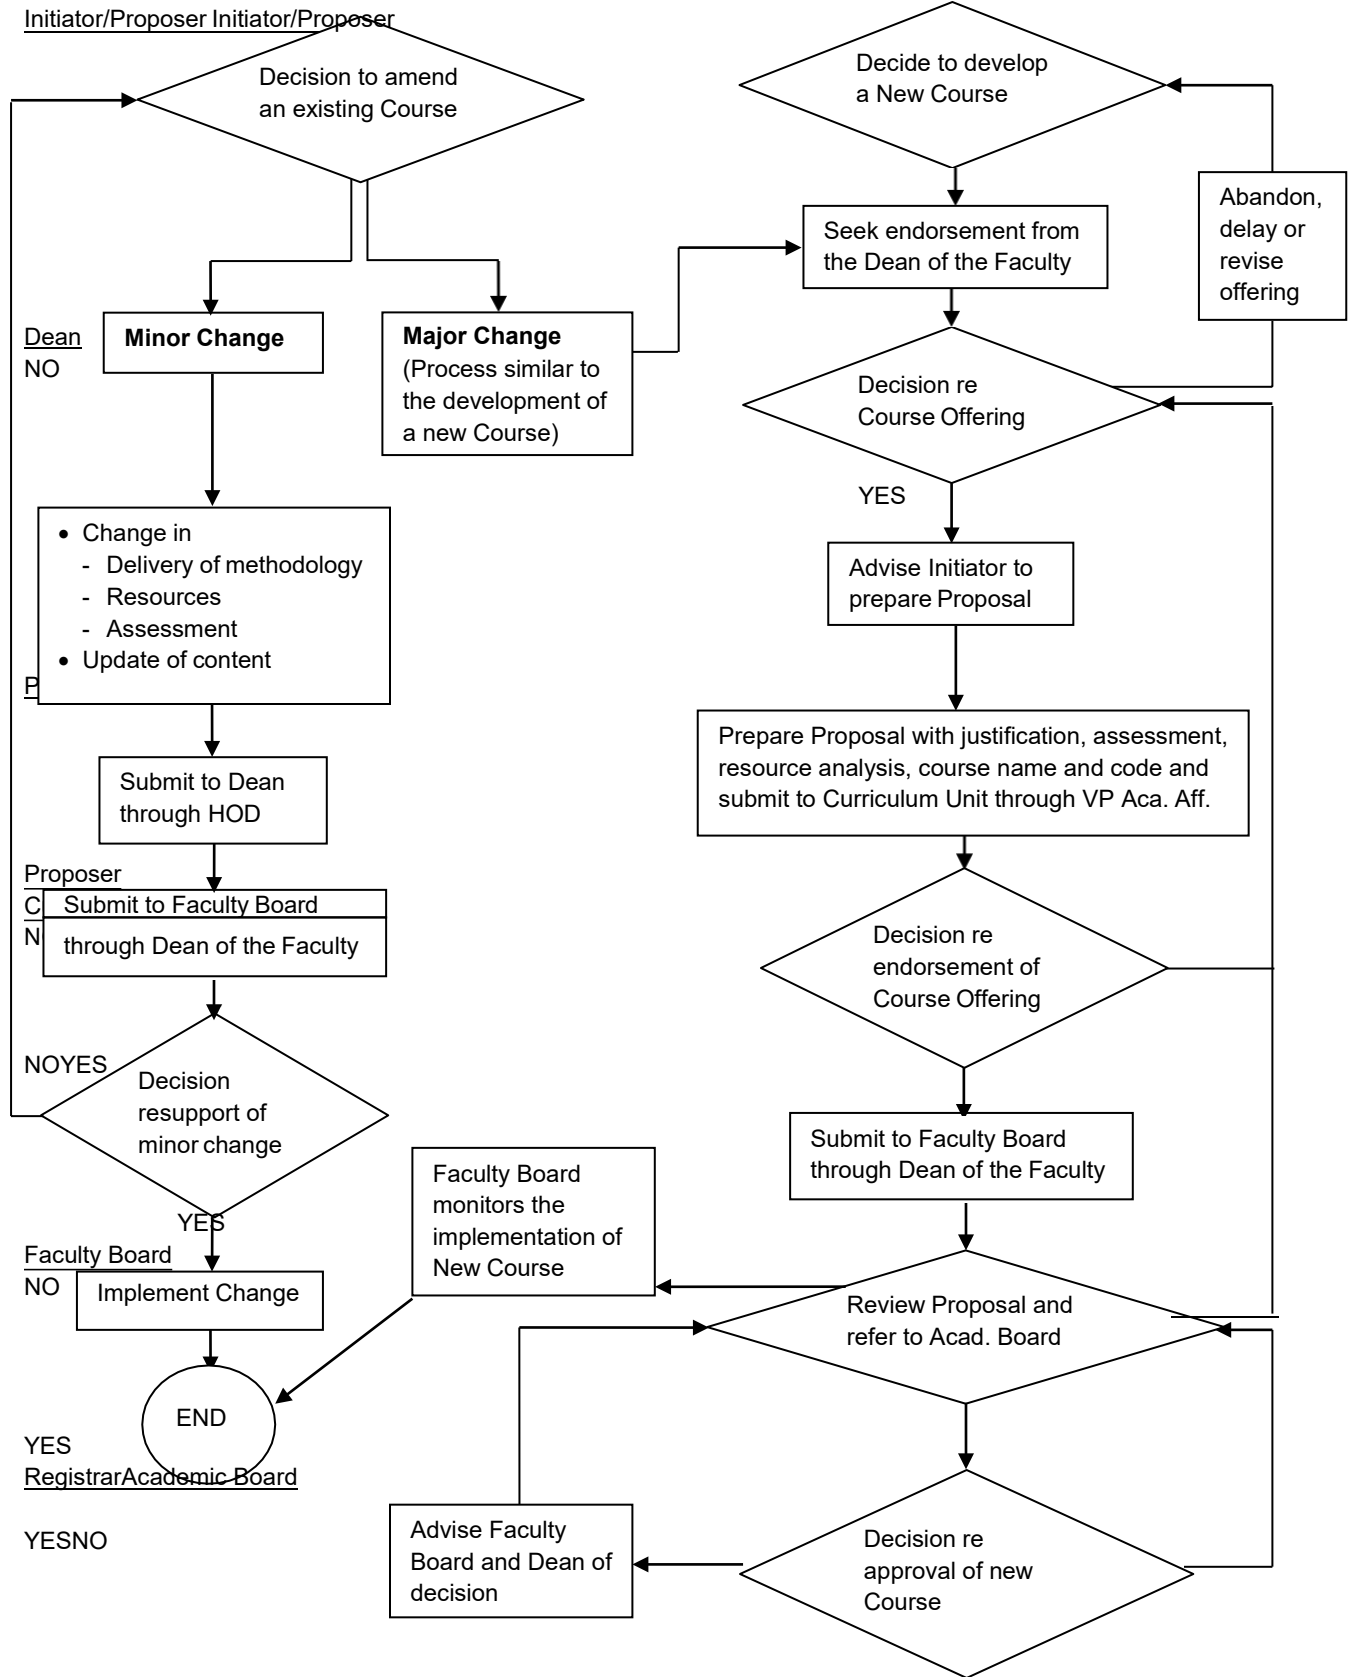 Initiator/Proposer Initiator/Proposer
Decision to amend
an existing Course
Decide to develop
a New Course
Abandon,
delay or
revise
offering
Seek endorsement from
the Dean of the Faculty
Dean
NO
Minor Change
Major Change
(Process similar to
the development of
a new Course)
Decision re
Course Offering
YES
• Change in
- Delivery of methodology
- Resources
- Assessment
• Update of content
P
Advise Initiator to
prepare Proposal
Prepare Proposal with justification, assessment,
resource analysis, course name and code and
submit to Curriculum Unit through VP Aca. Aff.
Submit to Dean
through HOD
Proposer
C
N
Submit to Faculty Board
through Dean of the Faculty
Decision re
endorsement of
Course Offering
NOYES
Decision
resupport of
minor change
YES
Submit to Faculty Board
through Dean of the Faculty
Faculty Board
monitors the
implementation of
New Course
Faculty Board
NO
Implement Change
Review Proposal and
refer to Acad. Board
END
YES
RegistrarAcademic Board
YESNO
Advise Faculty
Board and Dean of
decision
Decision re
approval of new
Course